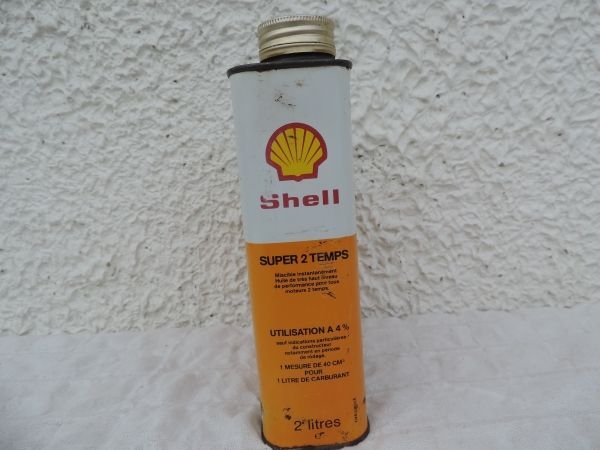 Shell
SUPER 2 TEMPS
Miscible instantanément
Huile de très haut niveau
de performance pour tous
moteurs 2 temps.
UTILISATION A 4%
sauf indications particulières
du constructeur
notamment en période
de rodage.
1 MESURE DE 40 CM³
POUR
1 LITRE DE CARBURANT
2 litres